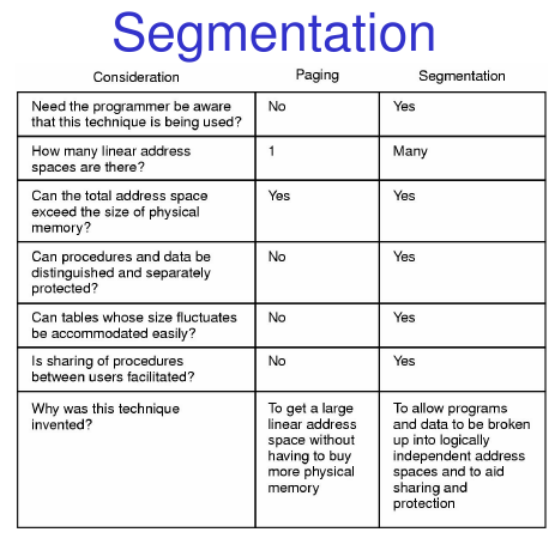 Segmentation
Consideration Paging Segmentation
Need the programmer be aware No Yes
that this technique is being used?
How many linear address 1 Many
spaces are there?
Can the total address space Yes Yes
exceed the size of physical
memory?
Can procedures and data be No Yes
distinguished and separately
protected?
Can tables whose size fluctuates No Yes
be accommodated easily?
Is sharing of procedures No Yes
between users facilitated?
Why was this technique To get a large To allow programs
invented? linear address and data to be broken
space without up into logically
having to buy independent address
more physical spaces and to aid
memory sharing and
protection